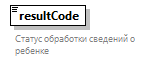 resultCode
Статус обработки сведений о
ребенке